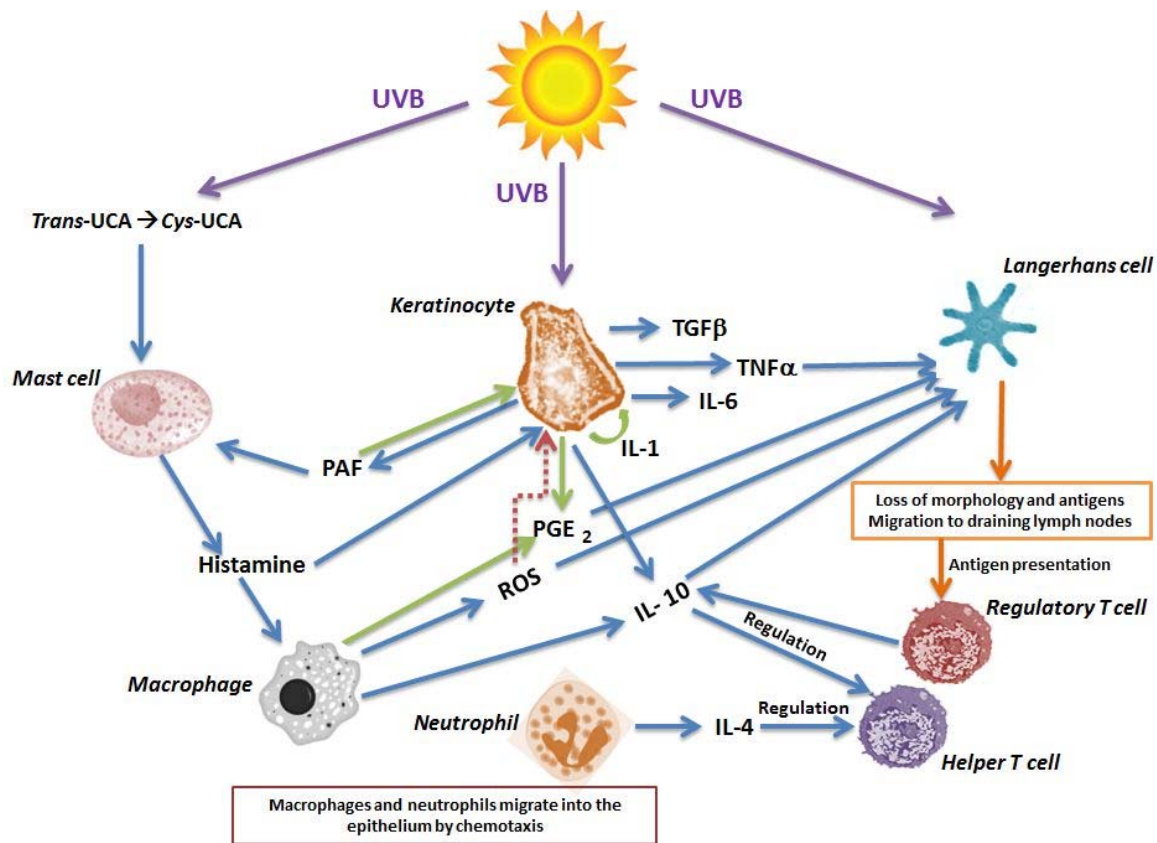 UVB
UVB
UVB
Trans-UCA → Cys-UCA
Langerhans cell
Keratinocyte
TGFβ
TNFα
IL-6
IL-1
Mast cell
PAF
PGE 2
Loss of morphology and antigens
Migration to draining lymph nodes
Antigen presentation
Histamine
ROS
IL- 10
Regulatory T cell
Regulation
Macrophage
Neutrophil
IL-4
Regulation
Helper T cell
Macrophages and neutrophils migrate into the
epithelium by chemotaxis